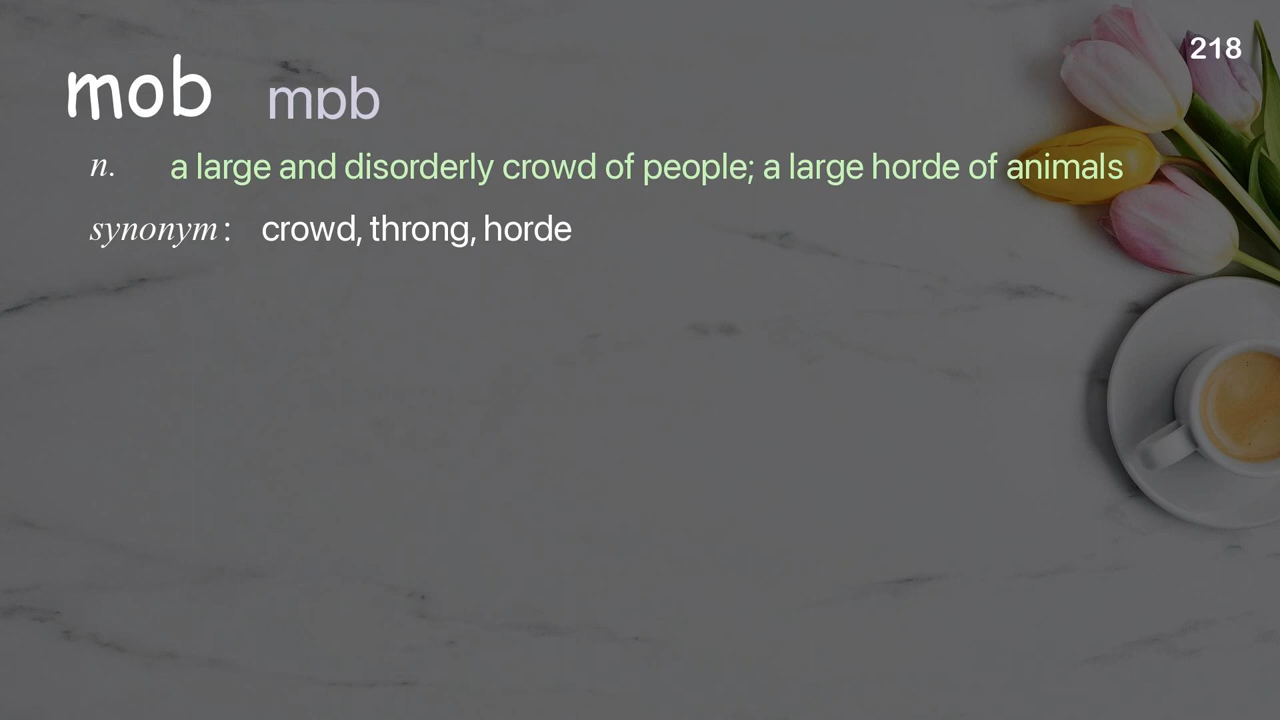 218
mob mɒb
n. a large and disorderly crowd of people; a large horde of animals
synonym: crowd, throng, horde